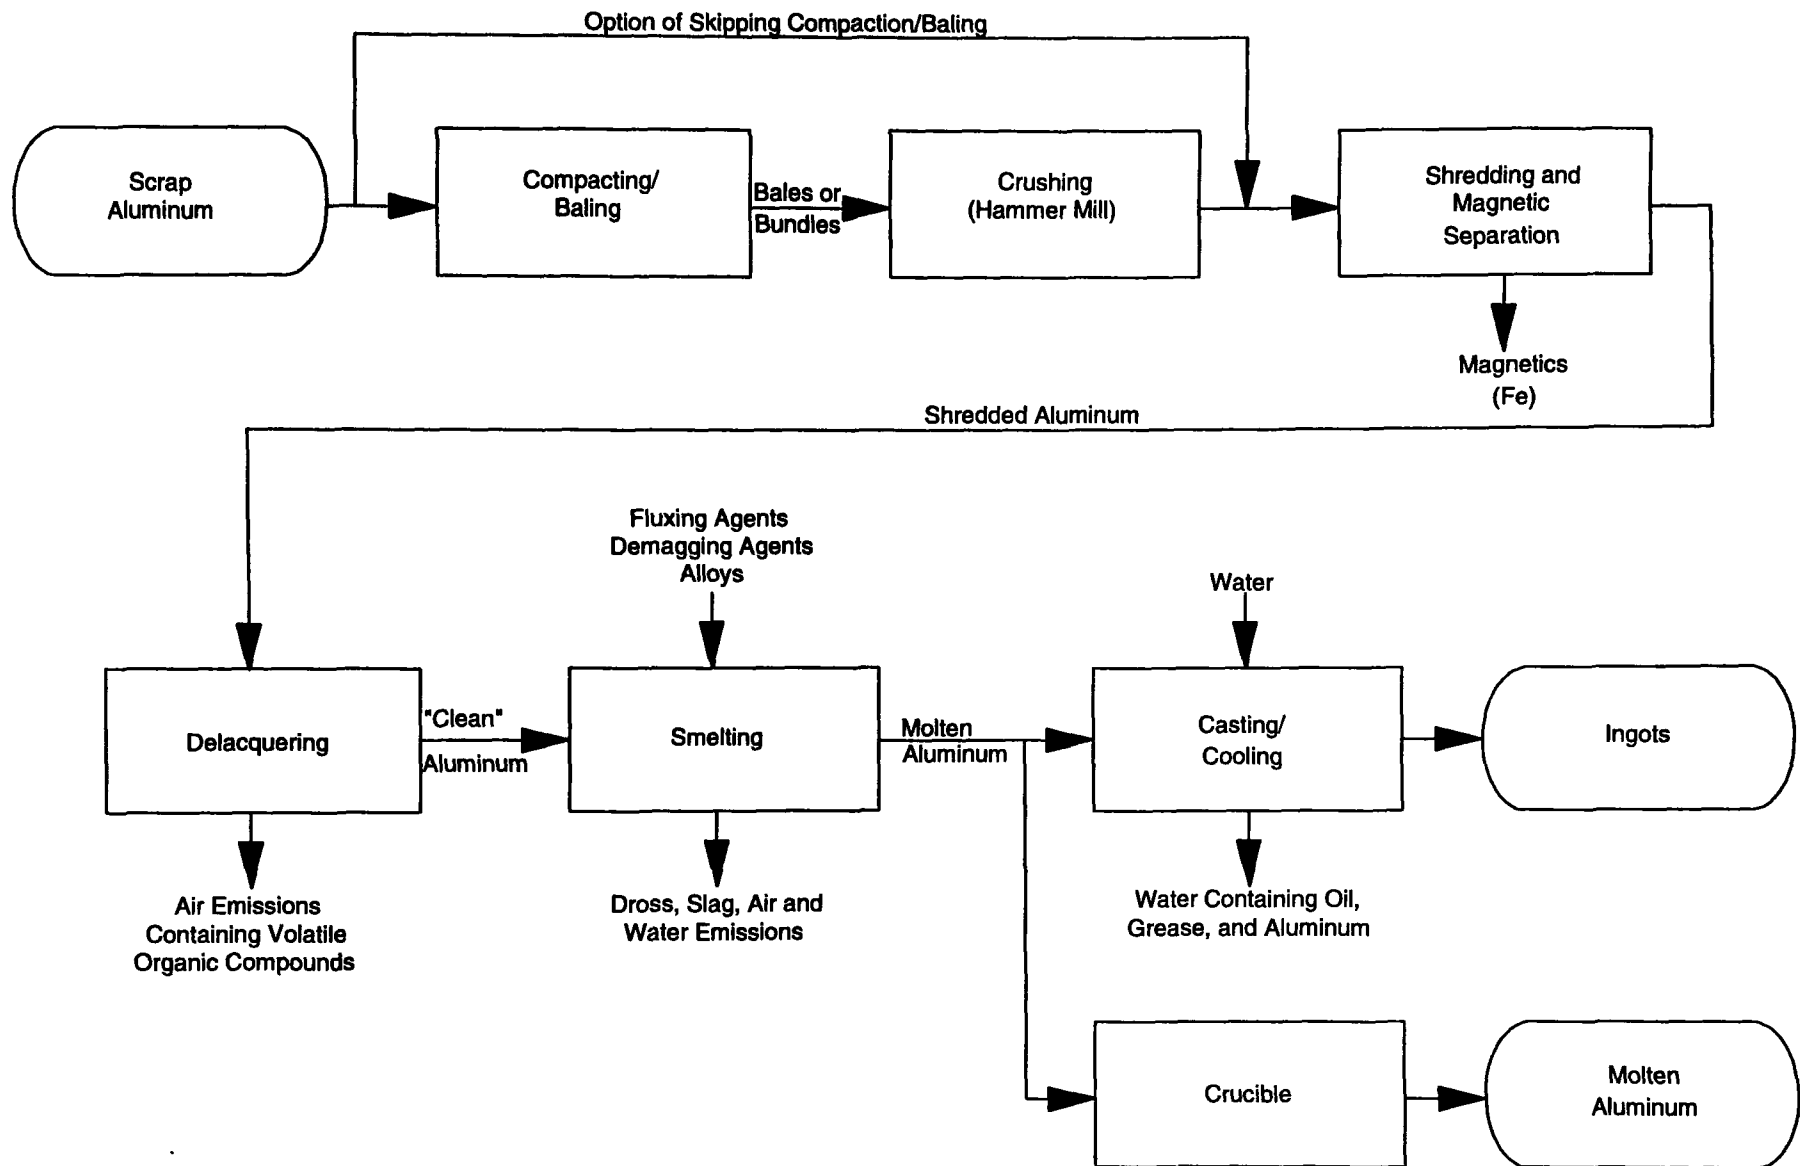 Option of Skipping Compaction/Baling
Scrap
Aluminum
Compacting/
Baling
Bales or
Bundles
Crushing
(Hammer Mill)
Shredding and
Magnetic
Separation
Magnetics
(Fe)
Shredded Aluminum
Fluxing Agents
Demagging Agents
Alloys
Water
Delacquering
"Clean"
Aluminum
Smelting
Molten
Aluminum
Casting/
Cooling
Ingots
Air Emissions
Containing Volatile
Organic Compounds
Dross, Slag, Air and
Water Emissions
Water Containing Oil,
Grease, and Aluminum
Crucible
Molten
Aluminum